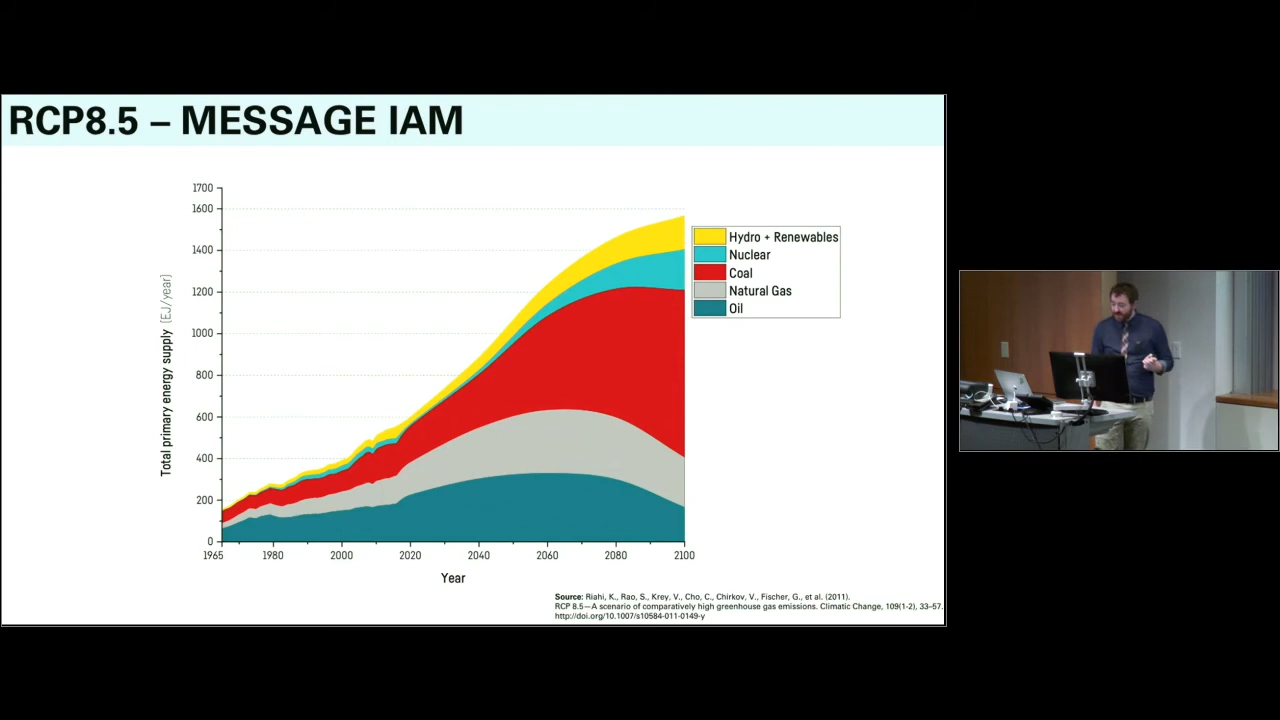 RCP8.5 – MESSAGE IAM
1700
1600
1400
1200
1000
800
600
400
200
0
Total primary energy supply [EJ/year]
1965
1980
2000
2020
2040
2060
2080
2100
Year
Hydro + Renewables
Nuclear
Coal
Natural Gas
Oil
Source: Riahi, K., Rao, S., Krey, V., Cho, C., Chirkov, V., Fischer, G., et al. (2011).
RCP 8.5—A scenario of comparatively high greenhouse gas emissions. Climatic Change, 109(1-2), 33–57.
http://doi.org/10.1007/s10584-011-0149-y